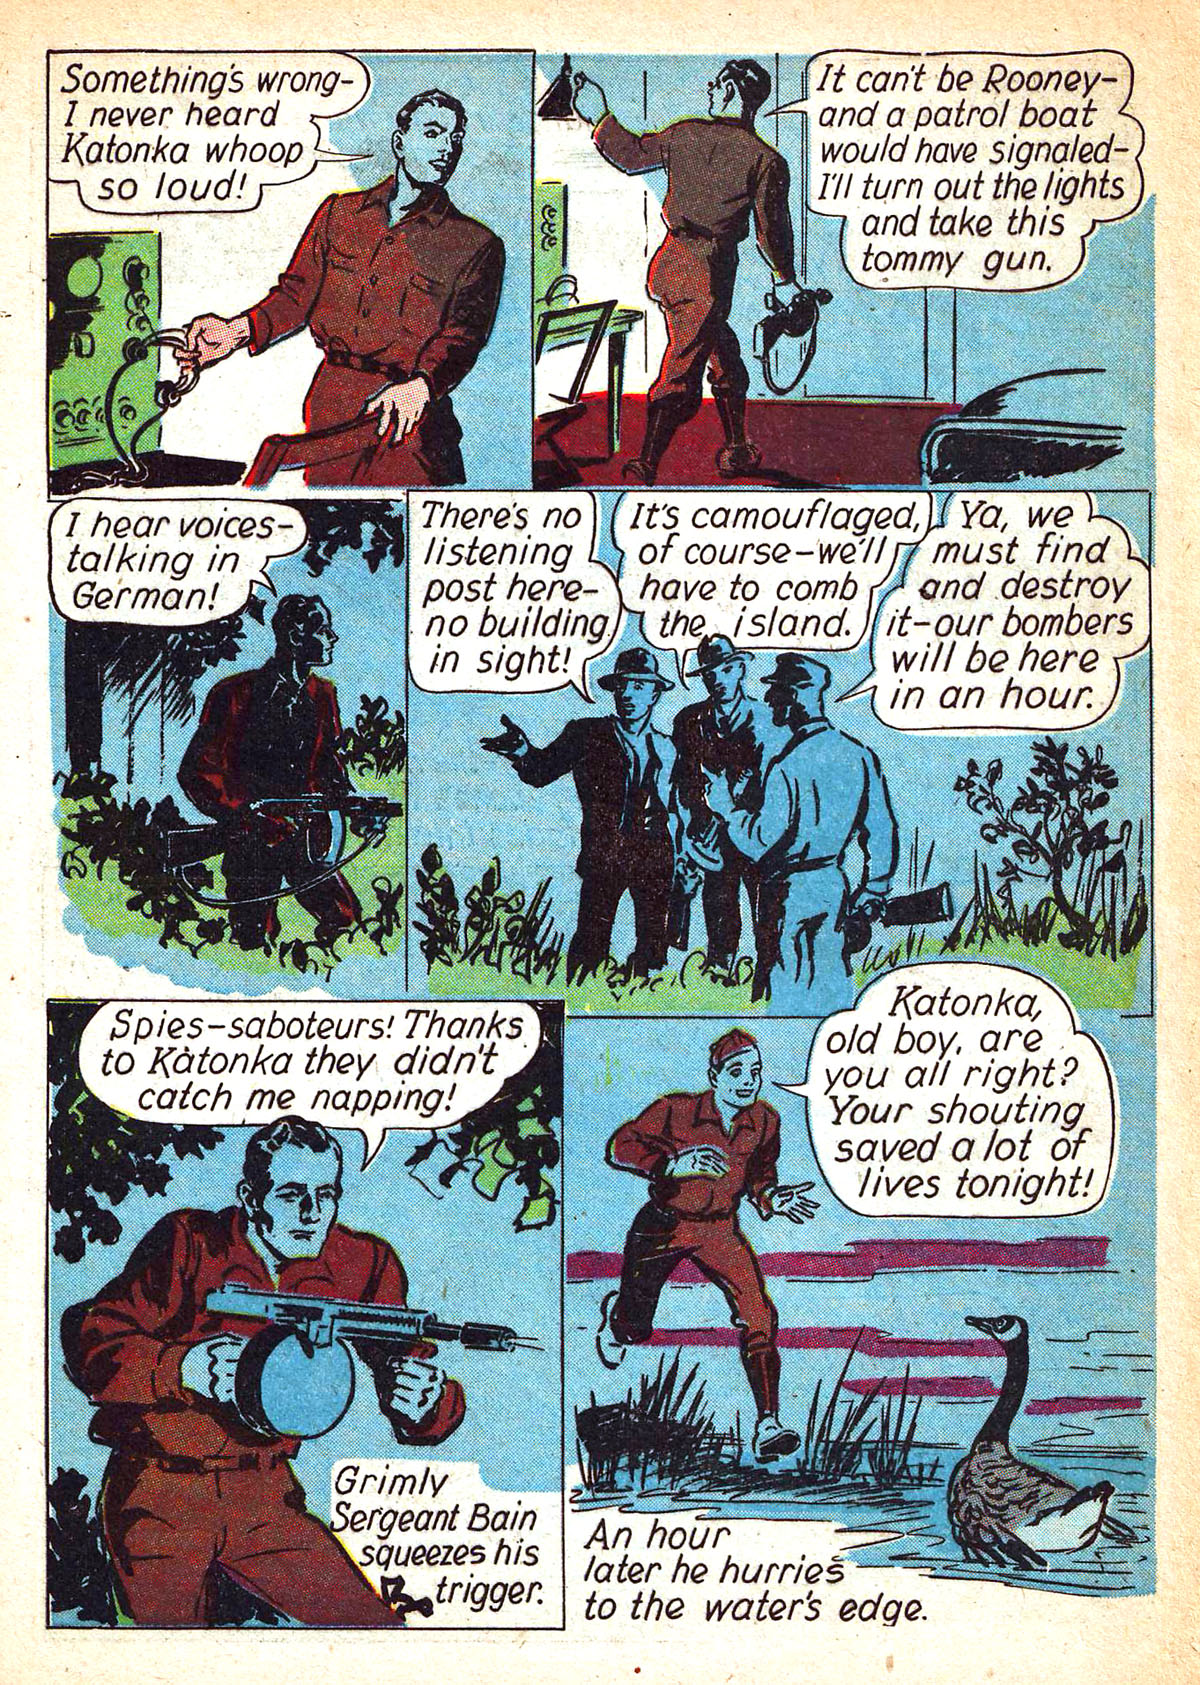 Something's wrong-
I never heard
Katonka whoop
so loud!
It can't be Rooney-
and a patrol boat
would have signaled-
I'll turn out the lights
and take this
tommy gun.
I hear voices-
talking in
German!
There's no
listening
post here-
no building
in sight!
It's camouflaged,
of course-we'll
have to comb
the island.
Ya, we
must find
and destroy
it-our bombers
will be here
in an hour.
Spies-saboteurs! Thanks
to Katonka they didn't
catch me napping!
Grimly
Sergeant Bain
squeezes his
trigger.
Katonka,
old boy, are
you all right?
Your shouting
saved a lot of
lives tonight!
An hour
later he hurries
to the water's edge.